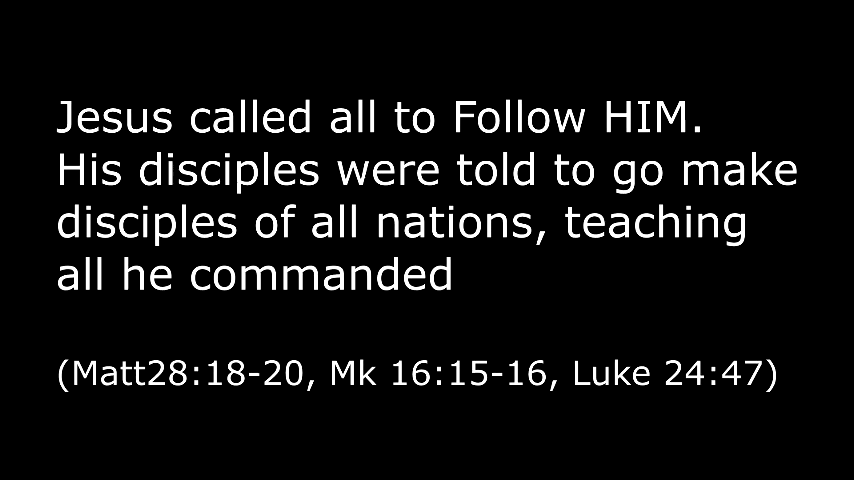 Jesus called all to Follow HIM.
His disciples were told to go make
disciples of all nations, teaching
all he commanded
(Matt28:18-20, Mk 16:15-16, Luke 24:47)